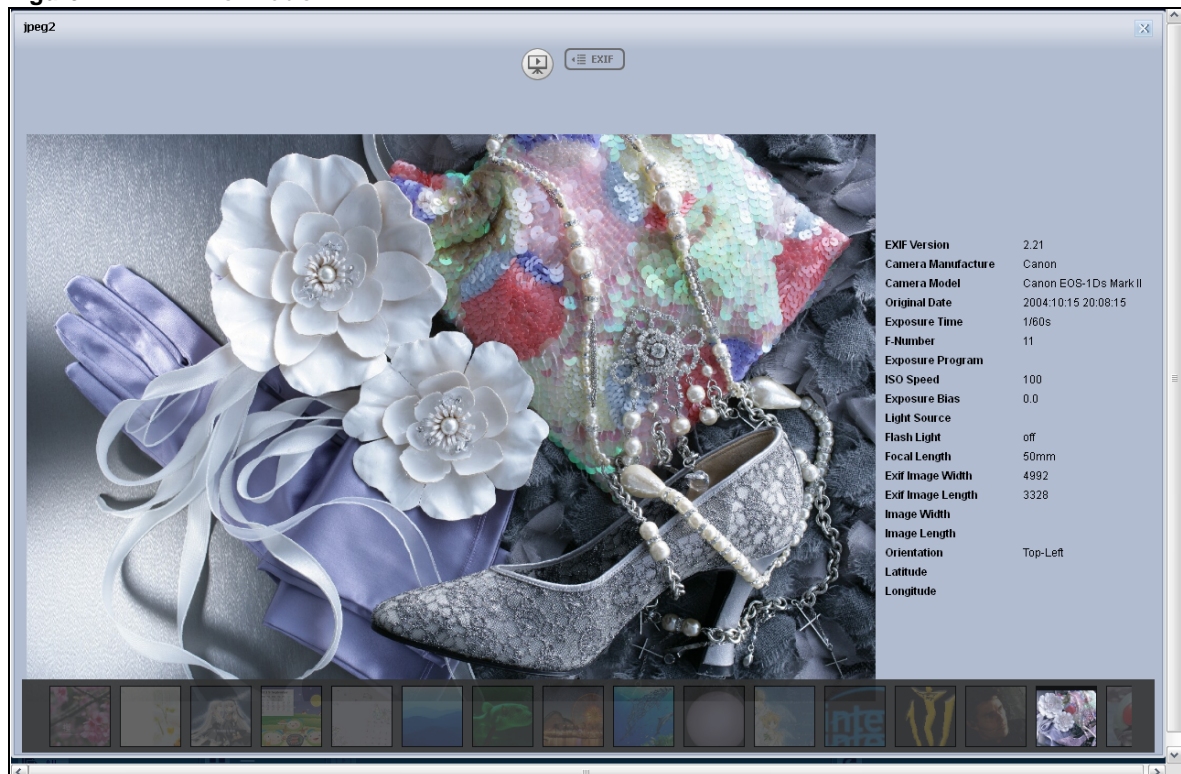 jpeg2
EXIF
EXIF Version 2.21
Camera Manufacture Canon
Camera Model Canon EOS-1Ds Mark II
Original Date 2004:10:15 20:08:15
Exposure Time 1/60s
F-Number 11
Exposure Program
ISO Speed 100
Exposure Bias 0.0
Light Source
Flash Light off
Focal Length 50mm
Exif Image Width 4992
Exif Image Length 3328
Image Width
Image Length
Orientation Top-Left
Latitude
Longitude